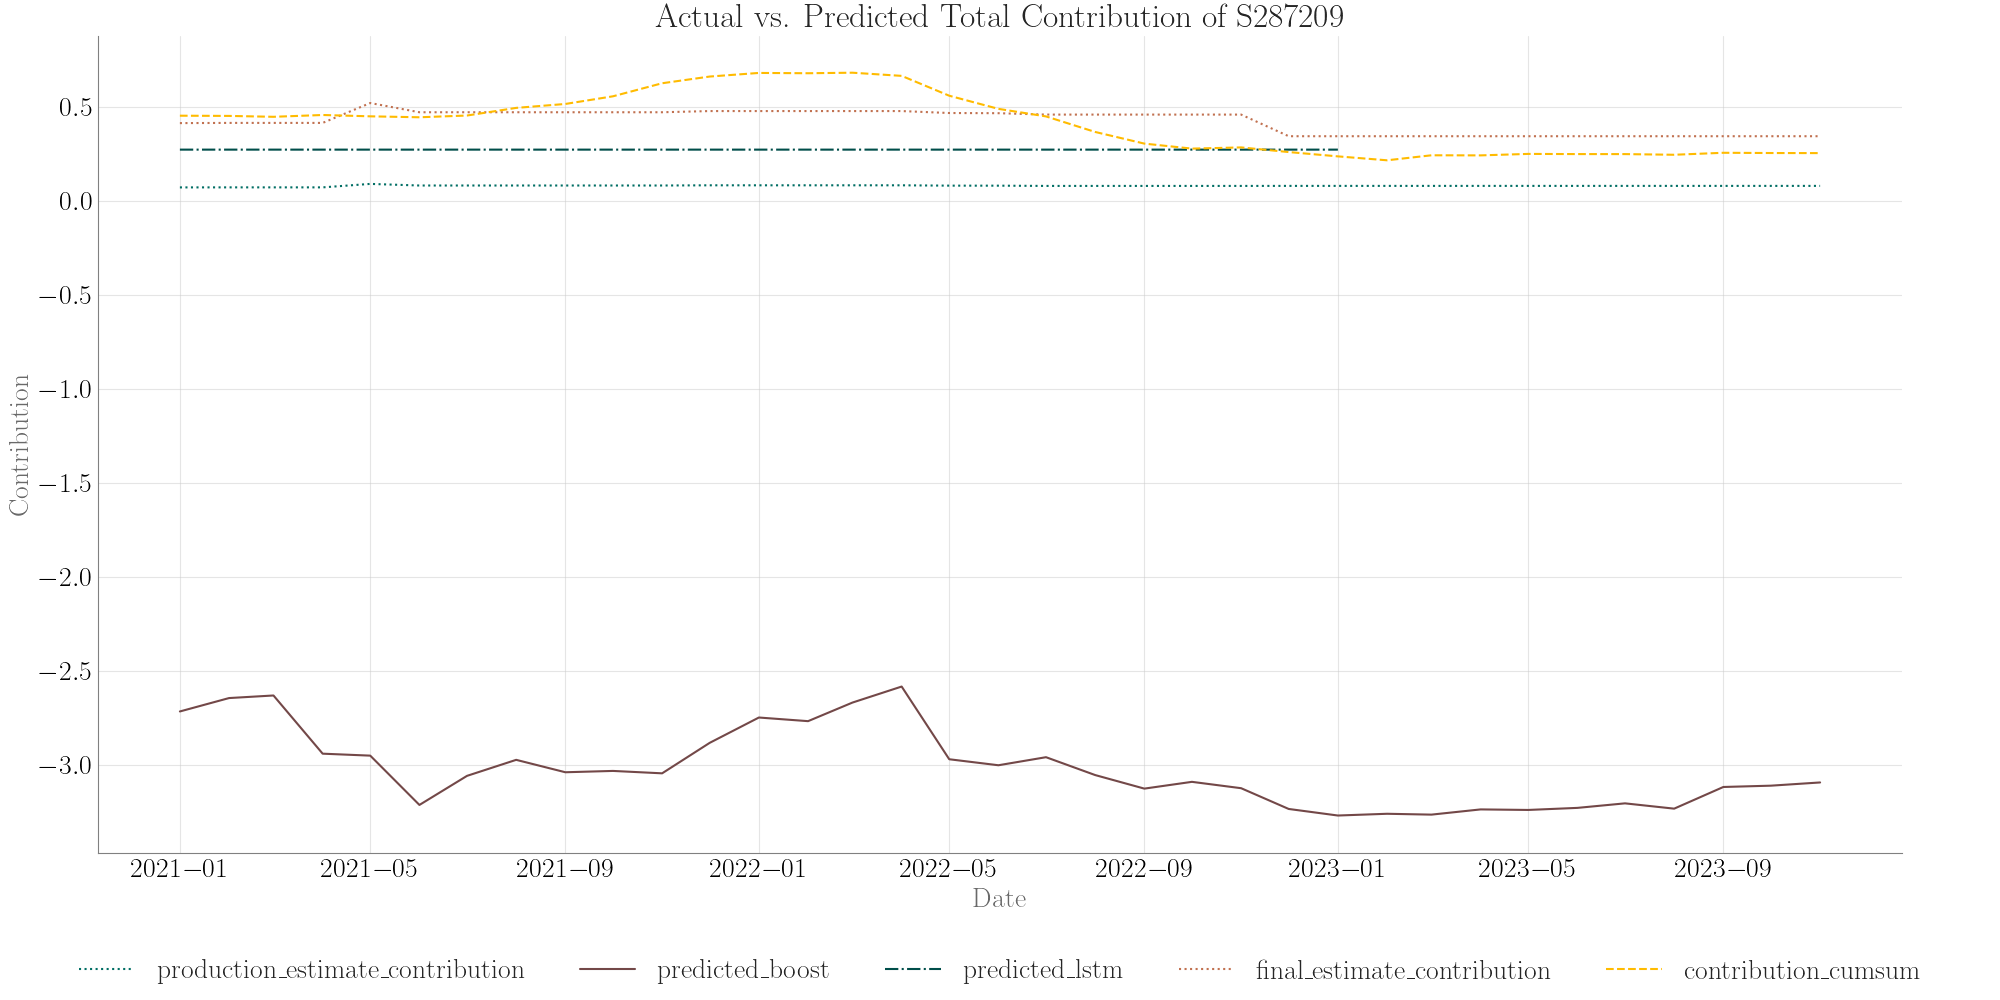 Actual vs. Predicted Total Contribution of S287209
0.5
0.0
−0.5
−1.0
−1.5
−2.0
−2.5
−3.0
Contribution
2021−01 2021−05 2021−09 2022−01 2022−05 2022−09 2023−01 2023−05 2023−09
Date
production_estimate_contribution predicted_boost predicted_lstm final_estimate_contribution contribution_cumsum